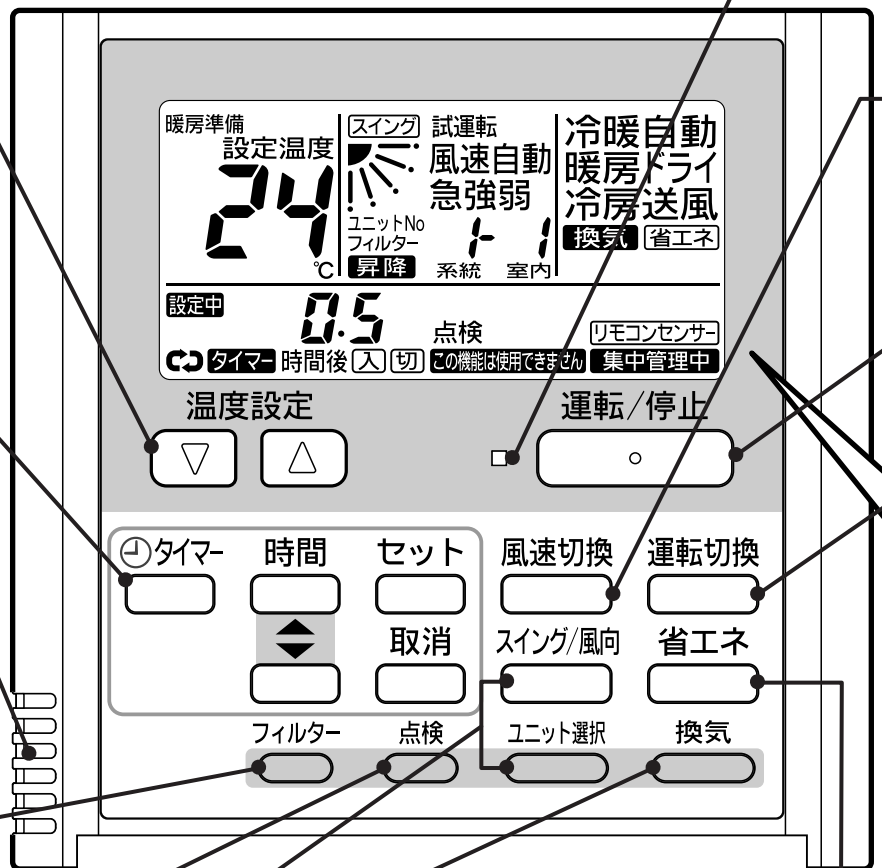 暖房準備
設定温度
24
℃
スイング 試運転
風速自動
急強弱
ユニットNo
フィルター 1-1
昇降 系統 室内
冷暖自動
暖房ドライ
冷房送風
換気 省エネ
設定中 0.5 点検 リモコンセンサー
タイマー 時間後 入 切 この機能は使用できません 集中管理中
温度設定 運転/停止
▽ △
タイマー 時間 セット 風速切換 運転切換
取消 スイング/風向 省エネ
フィルター 点検 ユニット選択 換気